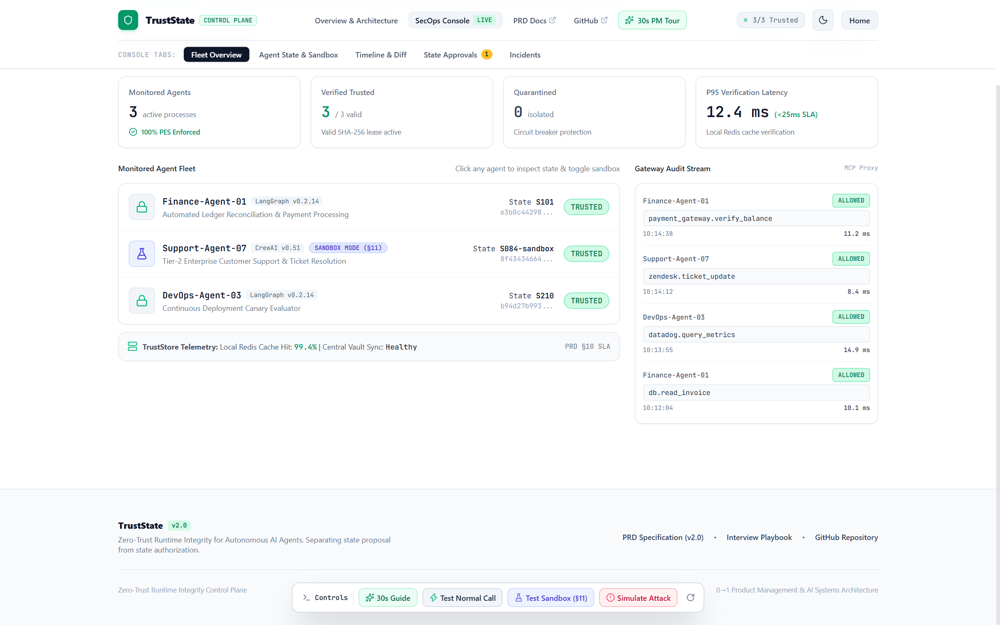 TrustState CONTROL PLANE
Overview & Architecture
SecOps Console LIVE
PRD Docs
GitHub
30s PM Tour
3/3 Trusted
Home
CONSOLE TABS:
Fleet Overview
Agent State & Sandbox
Timeline & Diff
State Approvals 1
Incidents
Monitored Agents
3 active processes
100% PES Enforced
Verified Trusted
3 / 3 valid
Valid SHA-256 lease active
Quarantined
0 isolated
Circuit breaker protection
P95 Verification Latency
12.4 ms (<25ms SLA)
Local Redis cache verification
Monitored Agent Fleet
Click any agent to inspect state & toggle sandbox
Finance-Agent-01 LangGraph v0.2.14
Automated Ledger Reconciliation & Payment Processing
State S101
e3b0c44298...
TRUSTED
Support-Agent-07 CrewAI v0.51 SANDBOX MODE (§11)
Tier-2 Enterprise Customer Support & Ticket Resolution
State S084-sandbox
8f43434664...
TRUSTED
DevOps-Agent-03 LangGraph v0.2.14
Continuous Deployment Canary Evaluator
State S210
b94d27b993...
TRUSTED
TrustStore Telemetry: Local Redis Cache Hit: 99.4% | Central Vault Sync: Healthy
PRD §10 SLA
Gateway Audit Stream
MCP Proxy
Finance-Agent-01 ALLOWED
payment_gateway.verify_balance
10:14:38 11.2 ms
Support-Agent-07 ALLOWED
zendesk.ticket_update
10:14:12 8.4 ms
DevOps-Agent-03 ALLOWED
datadog.query_metrics
10:13:55 14.9 ms
Finance-Agent-01 ALLOWED
db.read_invoice
10:12:04 10.1 ms
TrustState v2.0
Zero-Trust Runtime Integrity for Autonomous AI Agents. Separating state proposal
from state authorization.
PRD Specification (v2.0) • Interview Playbook • GitHub Repository
Zero-Trust Runtime Integrity Control Plane
Controls
30s Guide
Test Normal Call
Test Sandbox (§11)
Simulate Attack
0→1 Product Management & AI Systems Architecture